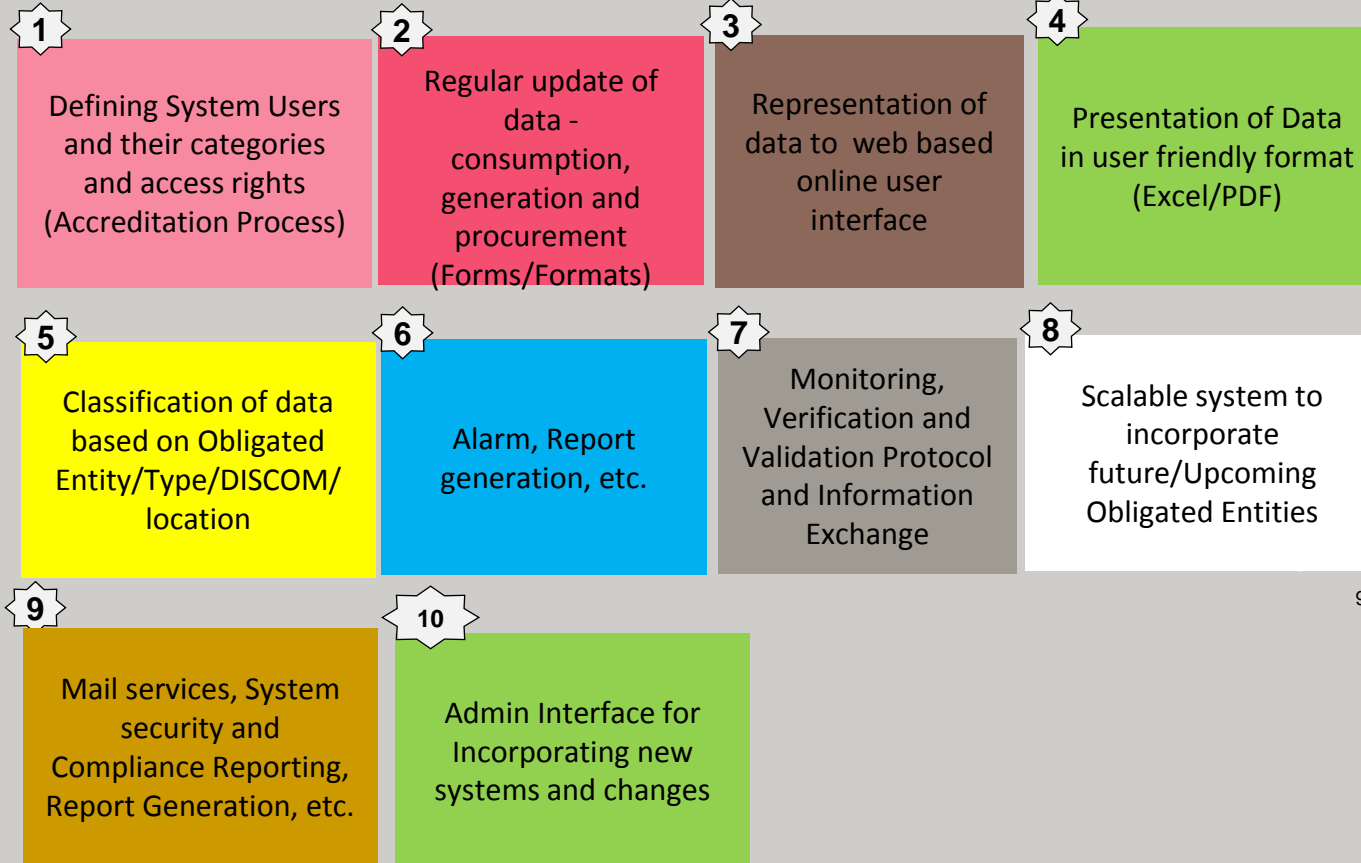 1
Defining System Users
and their categories
and access rights
(Accreditation Process)
2
Regular update of
data -
consumption,
generation and
procurement
(Forms/Formats)
3
Representation of
data to web based
online user
interface
4
Presentation of Data
in user friendly format
(Excel/PDF)
5
Classification of data
based on Obligated
Entity/Type/DISCOM/
location
6
Alarm, Report
generation, etc.
7
Monitoring,
Verification and
Validation Protocol
and Information
Exchange
8
Scalable system to
incorporate
future/Upcoming
Obligated Entities
9
9
Mail services, System
security and
Compliance Reporting,
Report Generation, etc.
10
Admin Interface for
Incorporating new
systems and changes